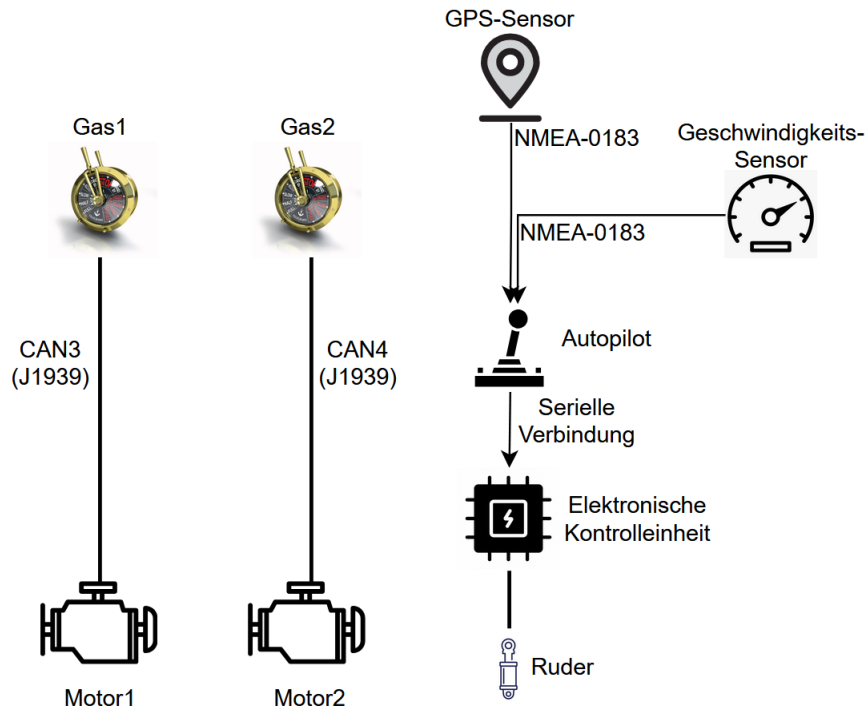 GPS-Sensor
Gas1
Gas2
NMEA-0183
Geschwindigkeits-
Sensor
NMEA-0183
CAN3
(J1939)
CAN4
(J1939)
Autopilot
Serielle
Verbindung
Elektronische
Kontrolleinheit
Ruder
Motor1
Motor2